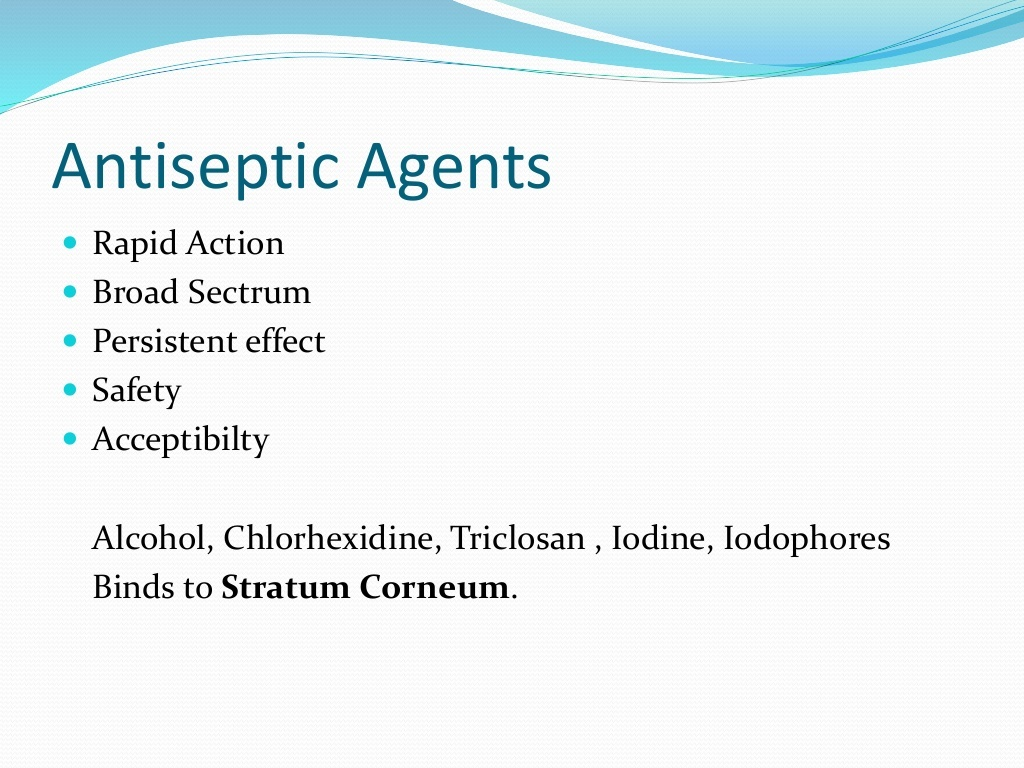 Antiseptic Agents
• Rapid Action
• Broad Sectrum
• Persistent effect
• Safety
• Acceptibilty
Alcohol, Chlorhexidine, Triclosan , Iodine, Iodophores
Binds to Stratum Corneum.